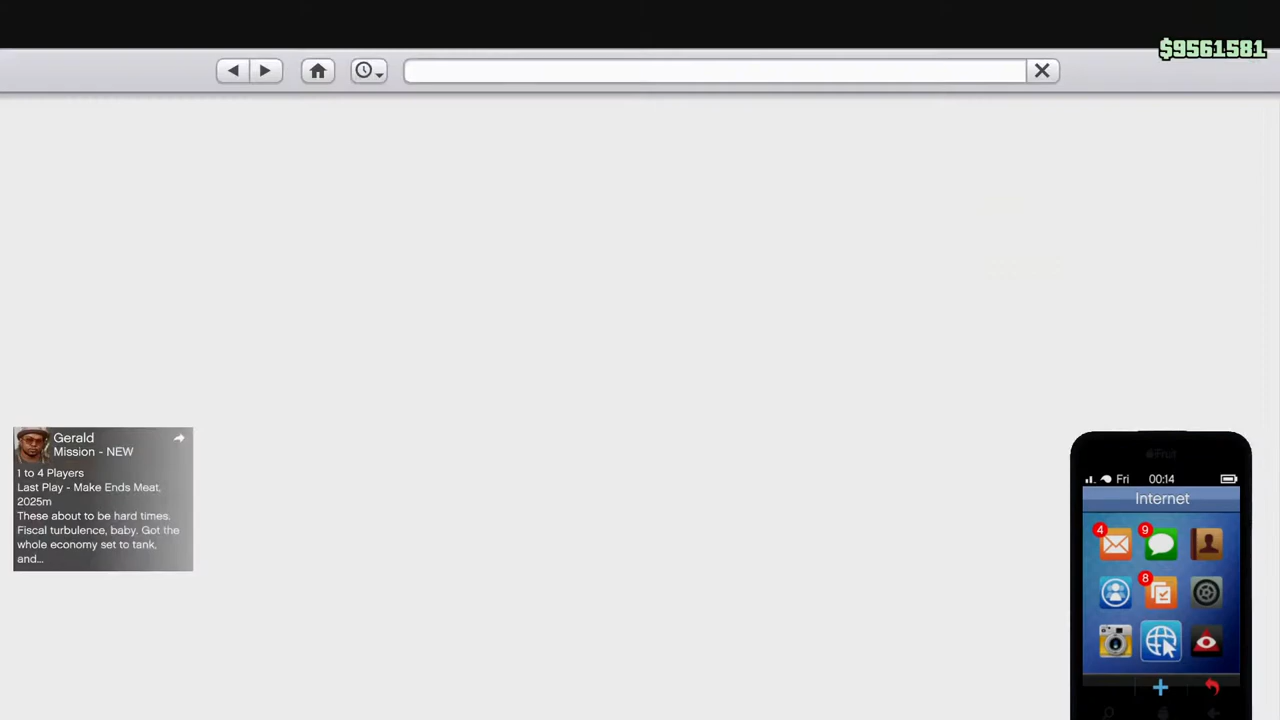 $9561581
Gerald
Mission - NEW
1 to 4 Players
Last Play - Make Ends Meat,
2025m
These about to be hard times.
Fiscal turbulence, baby. Got the
whole economy set to tank,
and...
Fruit
Fri 00:14
Internet
4
9
8